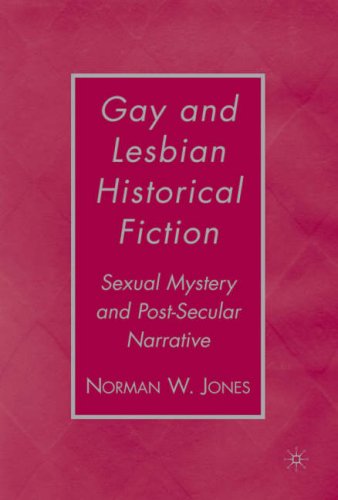 Gay and
Lesbian
Historical
Fiction
Sexual Mystery
and Post-Secular
Narrative
NORMAN W. JONES